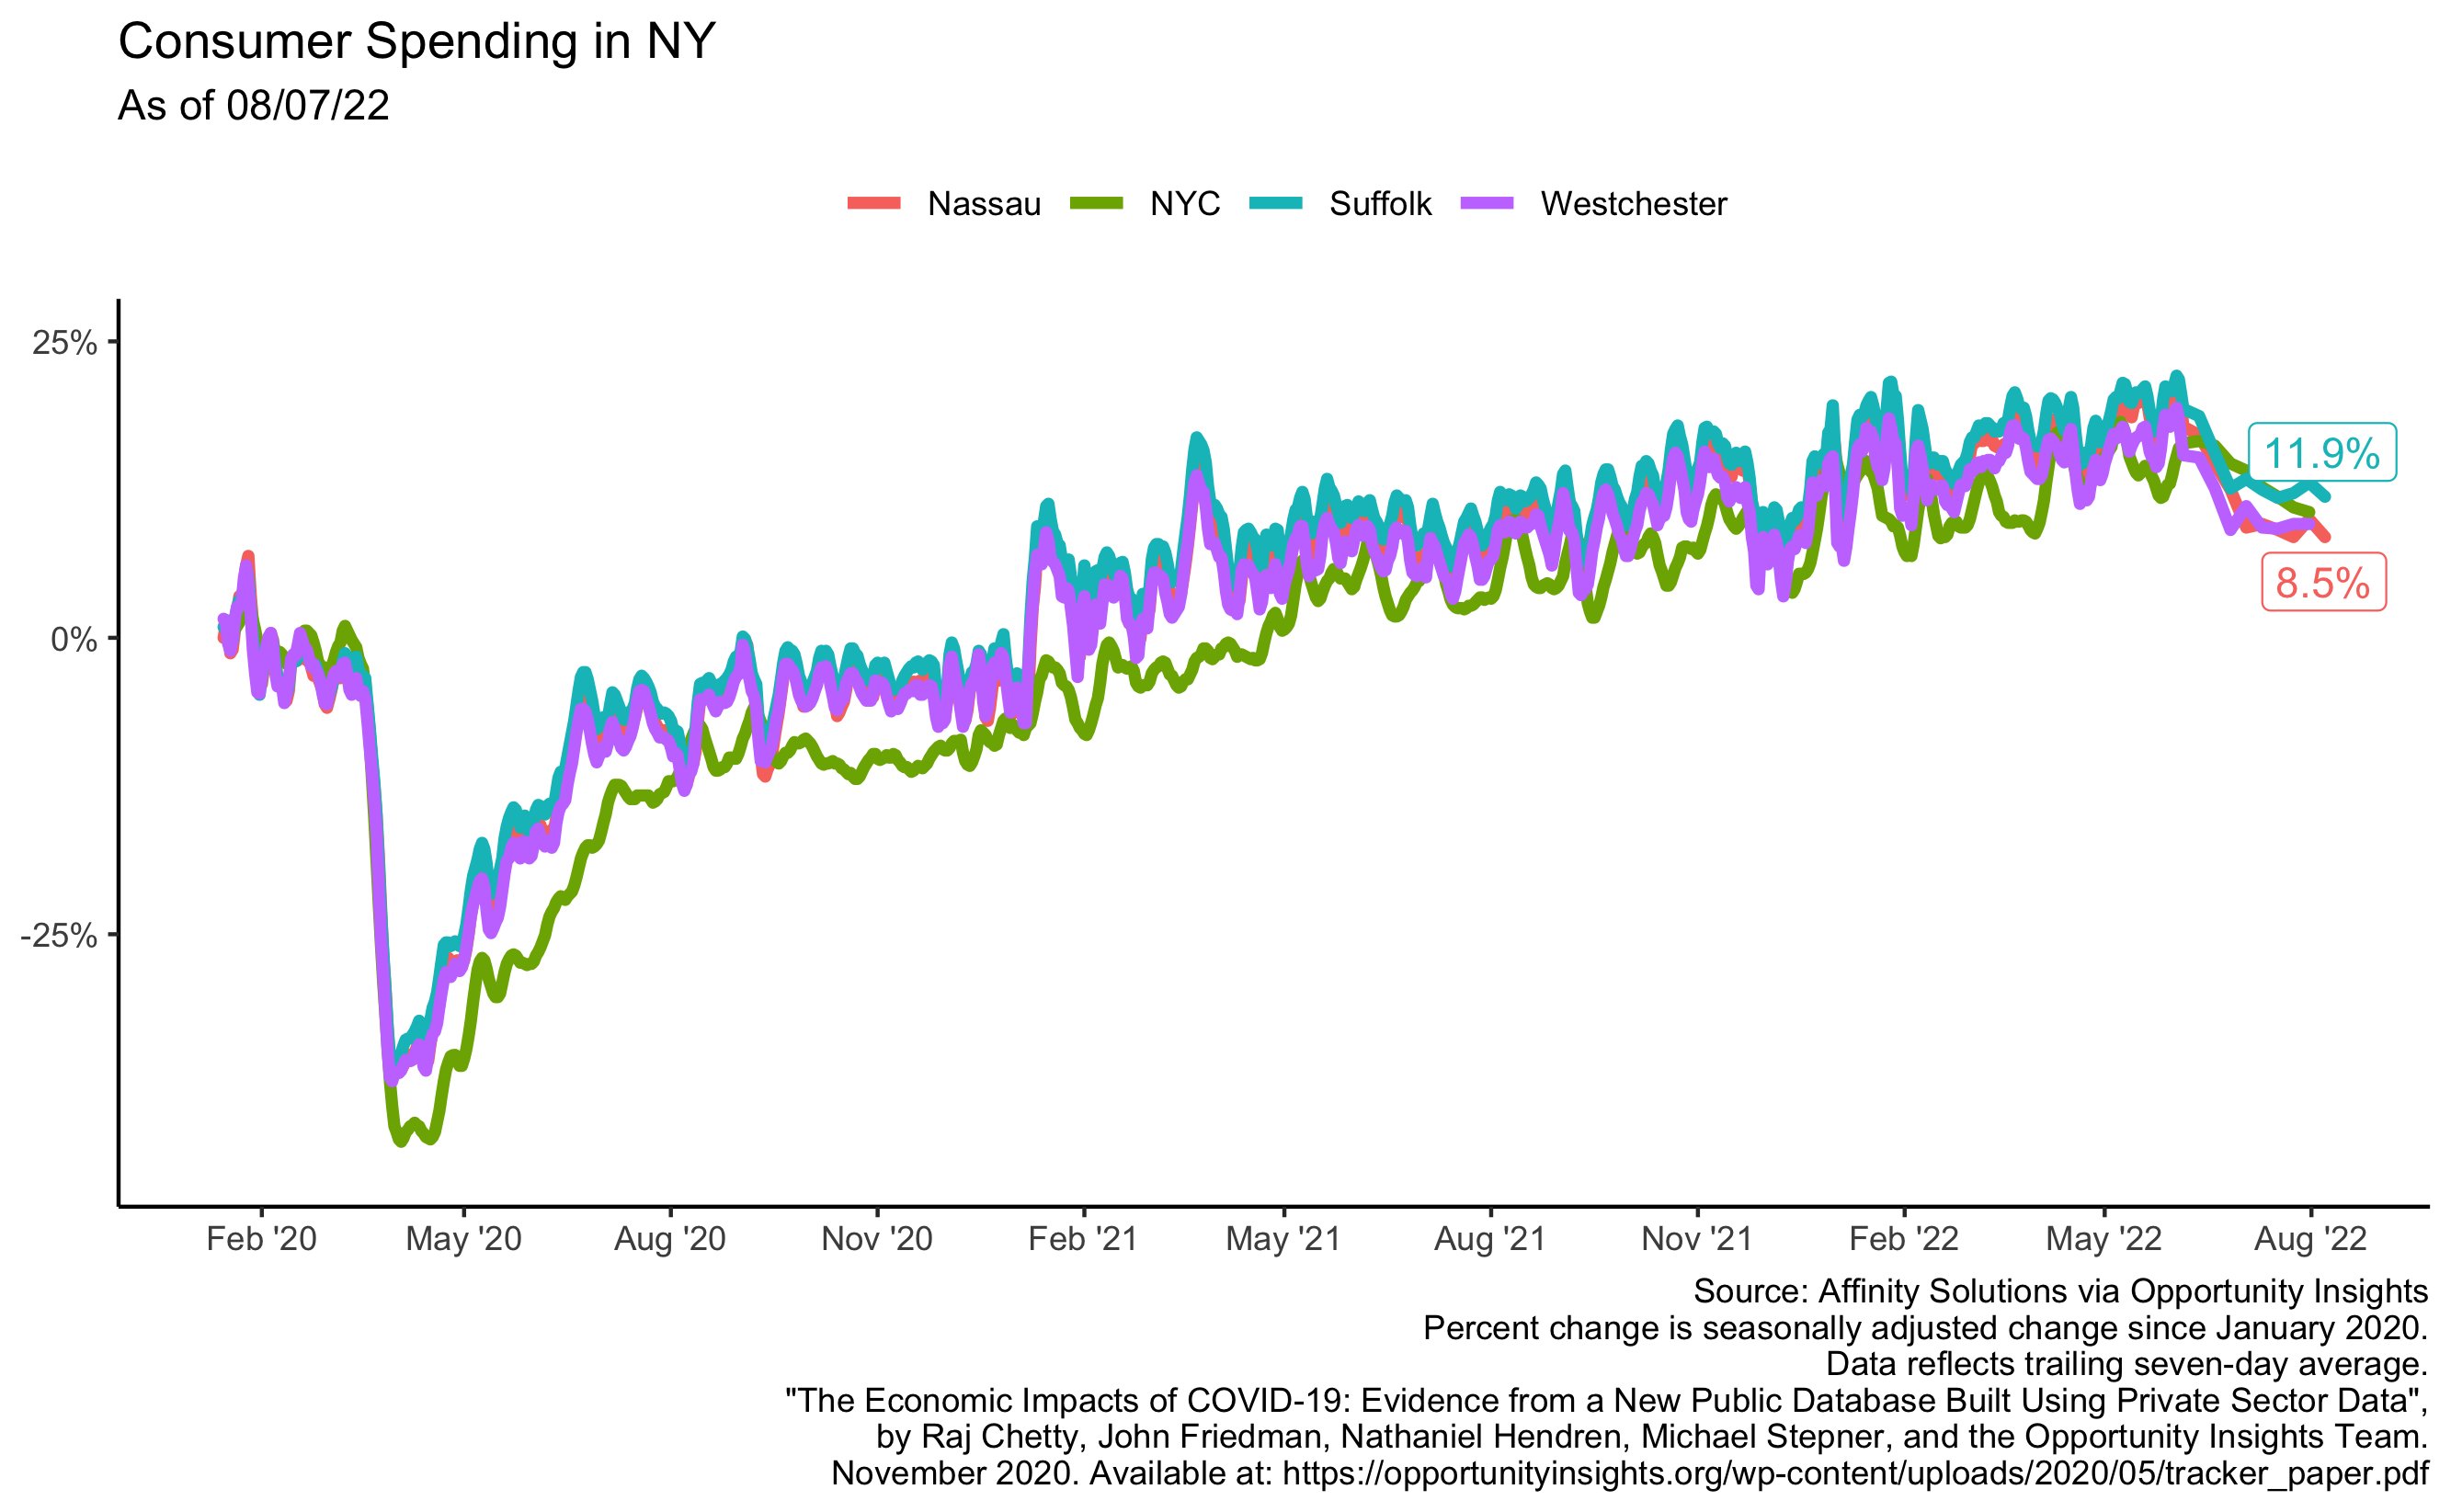 Consumer Spending in NY
As of 08/07/22
Nassau NYC Suffolk Westchester
25%
0%
-25%
11.9%
8.5%
Feb '20 May '20 Aug '20 Nov '20 Feb '21 May '21 Aug '21 Nov '21 Feb '22 May '22 Aug '22
Source: Affinity Solutions via Opportunity Insights
Percent change is seasonally adjusted change since January 2020.
Data reflects trailing seven-day average.
"The Economic Impacts of COVID-19: Evidence from a New Public Database Built Using Private Sector Data",
by Raj Chetty, John Friedman, Nathaniel Hendren, Michael Stepner, and the Opportunity Insights Team.
November 2020. Available at: https://opportunityinsights.org/wp-content/uploads/2020/05/tracker_paper.pdf